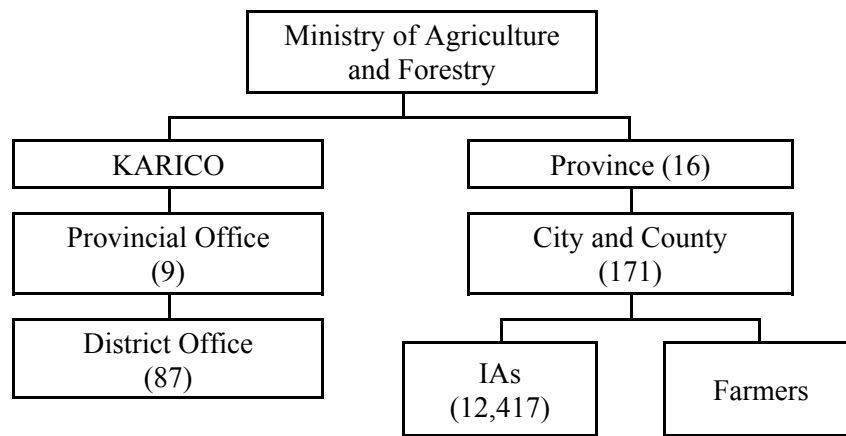 Ministry of Agriculture
and Forestry
KARICO
Province (16)
Provincial Office
(9)
City and County
(171)
District Office
(87)
IAs
(12,417)
Farmers